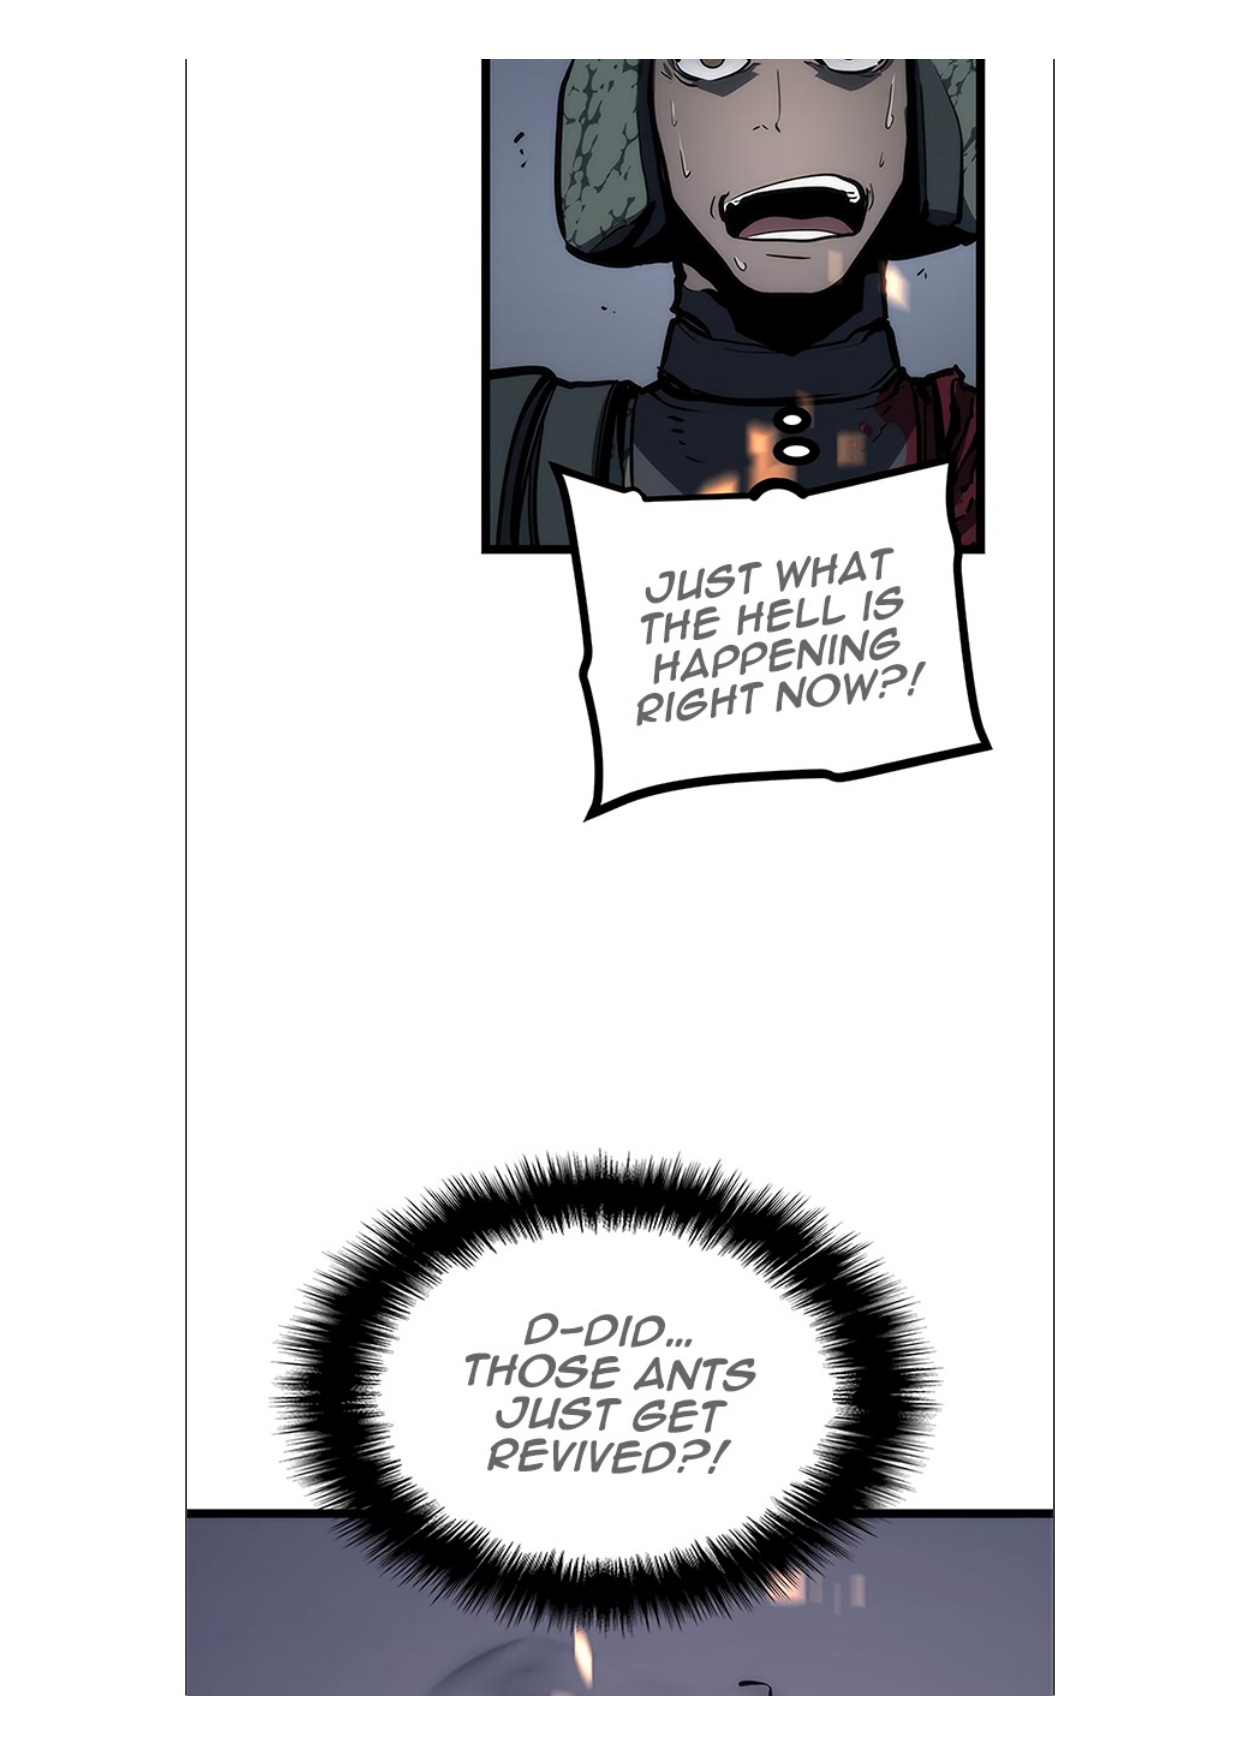 JUST WHAT
THE HELL IS
HAPPENING
RIGHT NOW?!
D-DID...
THOSE ANTS
JUST GET
REVIVED?!